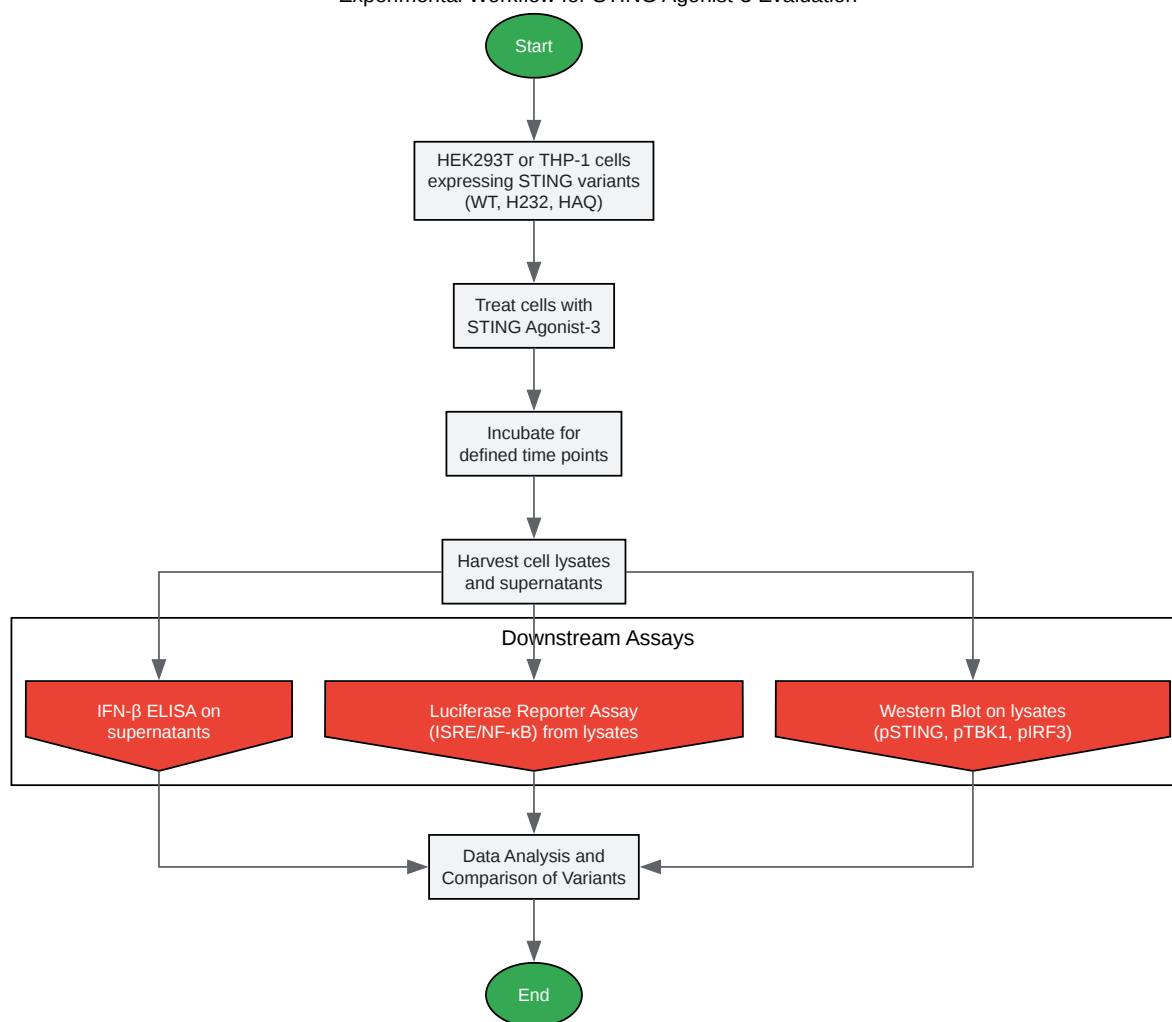 Experimental Workflow for STING Agonist-3 Evaluation
Start
HEK293T or THP-1 cells
expressing STING variants
(WT, H232, HAQ)
Treat cells with
STING Agonist-3
Incubate for
defined time points
Harvest cell lysates
and supernatants
Downstream Assays
IFN-β ELISA on
supernatants
Luciferase Reporter Assay
(ISRE/NF-κB) from lysates
Western Blot on lysates
(pSTING, pTBK1, pIRF3)
Data Analysis and
Comparison of Variants
End